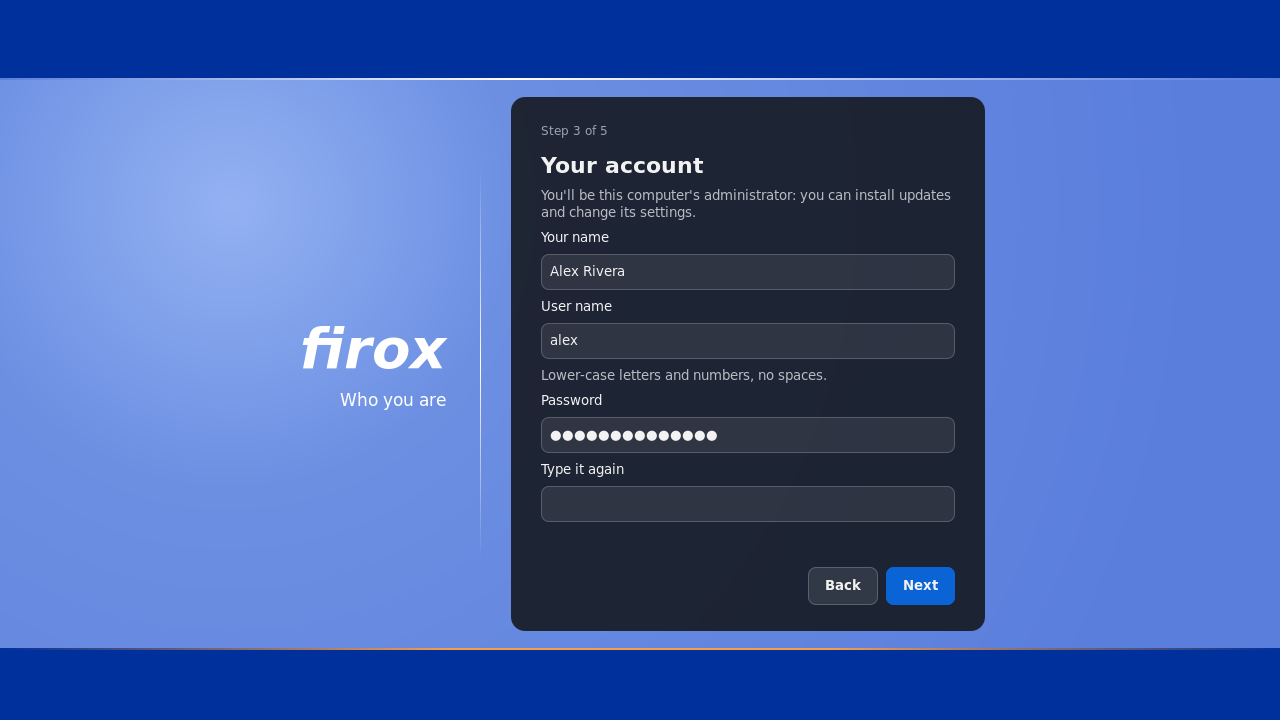 Step 3 of 5
Your account
You'll be this computer's administrator: you can install updates
and change its settings.
Your name
Alex Rivera
User name
alex
Lower-case letters and numbers, no spaces.
Password
●●●●●●●●●●●●●●
Type it again
Back
Next
firox
Who you are